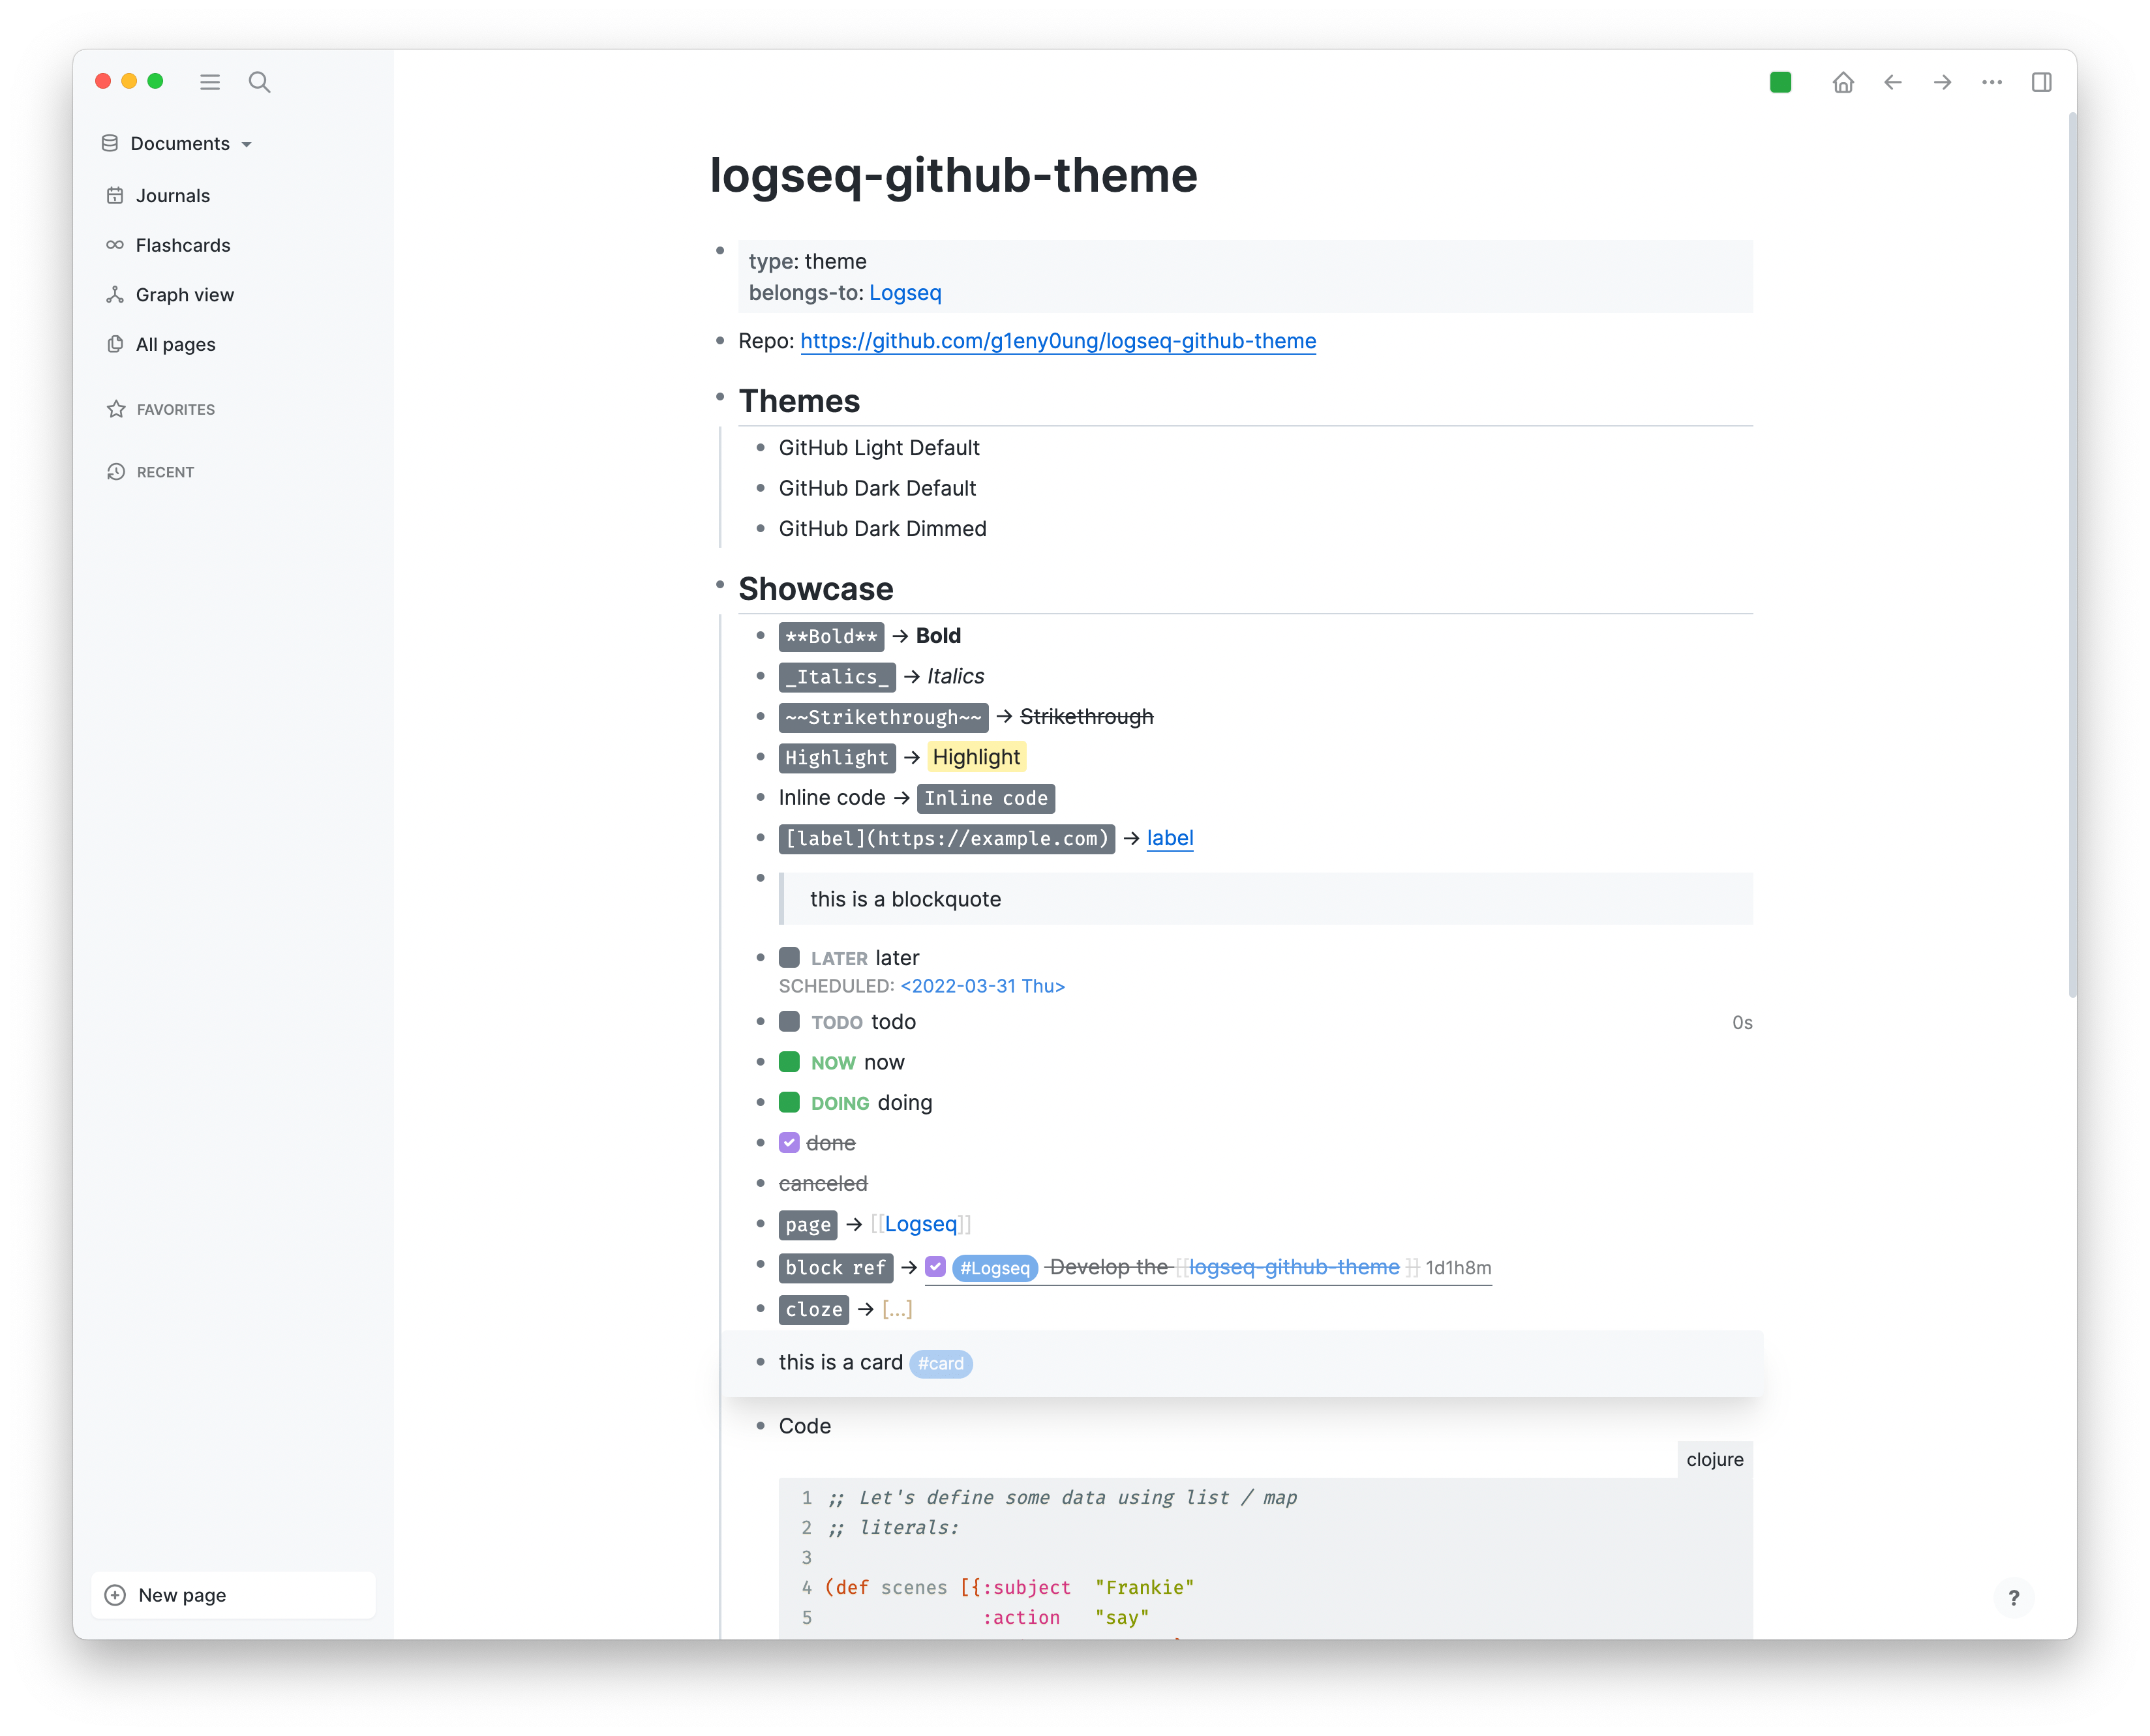 Documents
Journals
Flashcards
Graph view
All pages
FAVORITES
RECENT
New page
logseq-github-theme
type: theme
belongs-to: Logseq
Repo: https://github.com/g1eny0ung/logseq-github-theme
Themes
GitHub Light Default
GitHub Dark Default
GitHub Dark Dimmed
Showcase
**Bold** → Bold
_Italics_ → Italics
~~Strikethrough~~ → Strikethrough
Highlight → Highlight
Inline code → Inline code
[label](https://example.com) → label
this is a blockquote
LATER later
SCHEDULED: <2022-03-31 Thu>
TODO todo 0s
NOW now
DOING doing
done
canceled
page → [[Logseq]]
block ref → #Logseq Develop the [[logseq-github-theme ]] 1d1h8m
cloze → [...]
this is a card #card
Code
clojure
1 ;; Let's define some data using list / map
2 ;; literals:
3
4 (def scenes [{:subject "Frankie"
5 :action "say"
?